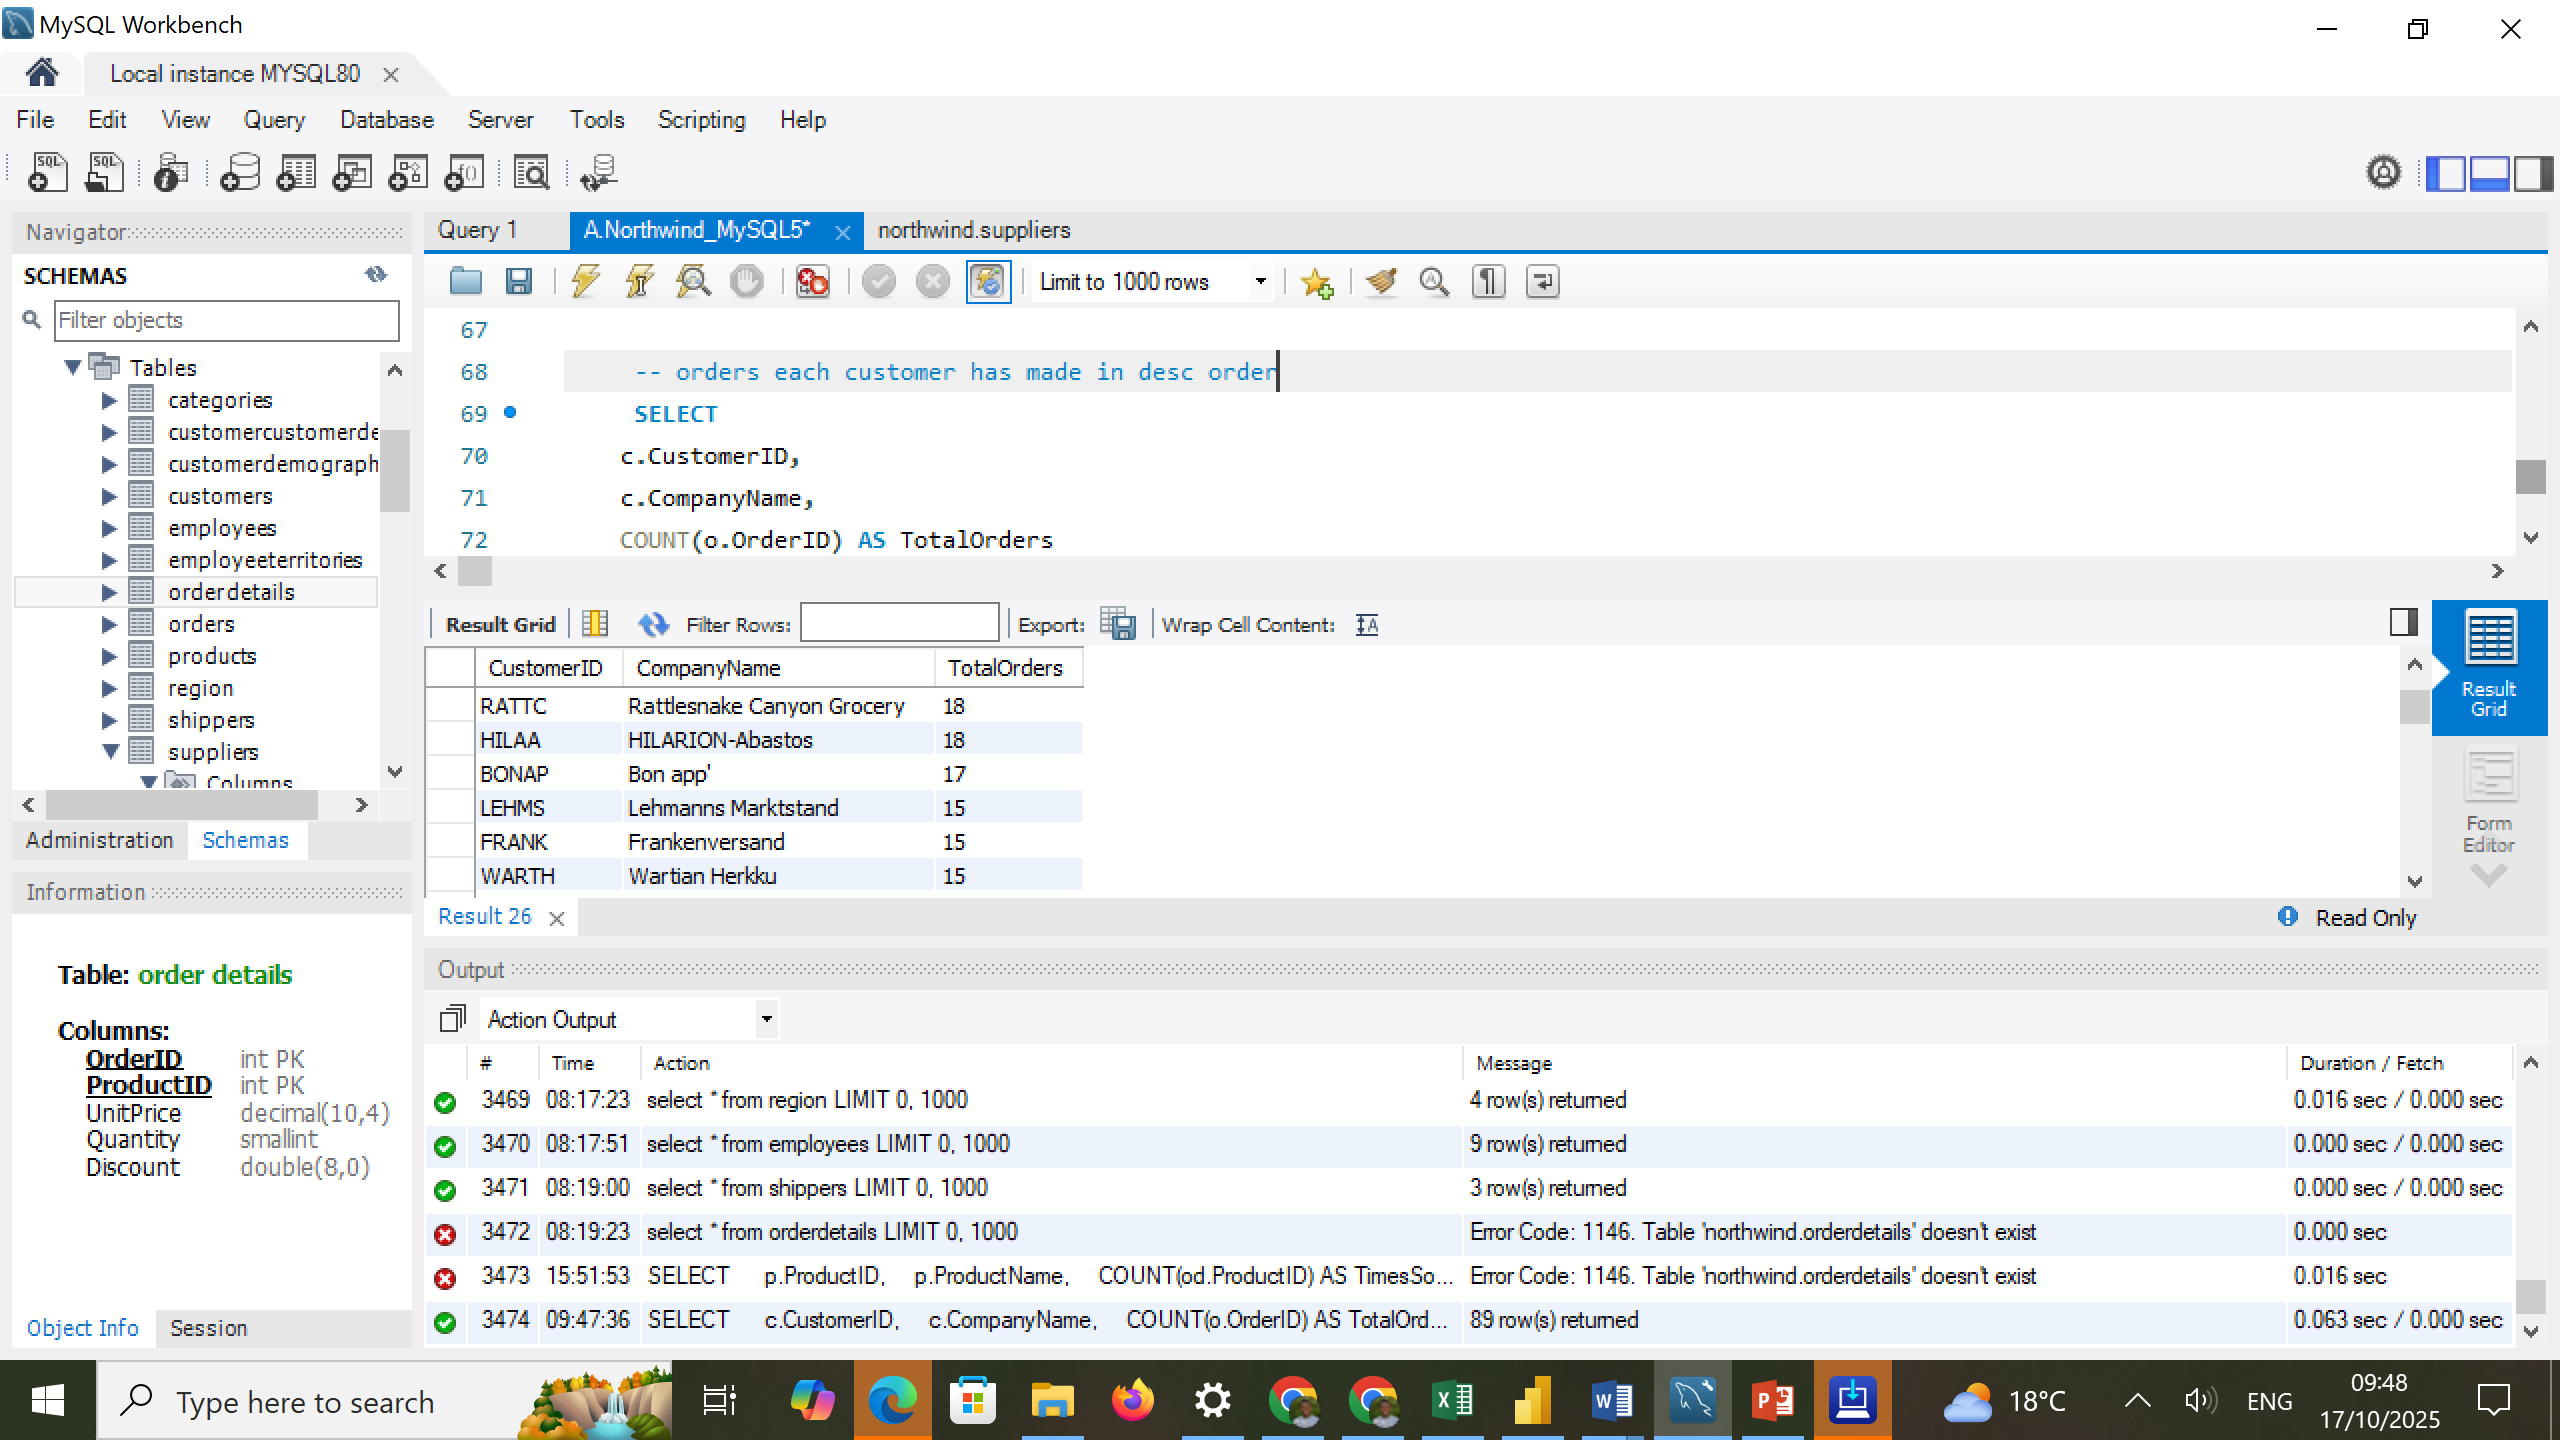 MySQL Workbench
Local instance MYSQL80
File Edit View Query Database Server Tools Scripting Help
Navigator
SCHEMAS
Filter objects
Tables
categories
customercustomerde
customerdemograph
customers
employees
employeeterritories
order details
orders
products
region
shippers
suppliers
Columns
Administration Schemas
Information
Table: order details
Columns:
OrderID int PK
ProductID int PK
UnitPrice decimal(10,4)
Quantity smallint
Discount double(8,0)
Object Info Session
Query 1 A.Northwind_MySQL5* northwind.suppliers
Limit to 1000 rows
67
68 -- orders each customer has made in desc order
69 SELECT
70 c.CustomerID,
71 c.CompanyName,
72 COUNT(o.OrderID) AS TotalOrders
Result Grid Filter Rows: Export: Wrap Cell Content:
CustomerID CompanyName TotalOrders
RATTC Rattlesnake Canyon Grocery 18
HILAA HILARION-Abastos 18
BONAP Bon app' 17
LEHMS Lehmanns Marktstand 15
FRANK Frankenversand 15
WARTH Wartian Herkku 15
Result
Grid
Form
Editor
Result 26 Read Only
Output
Action Output
# Time Action Message Duration / Fetch
3469 08:17:23 select * from region LIMIT 0, 1000 4 row(s) returned 0.016 sec / 0.000 sec
3470 08:17:51 select * from employees LIMIT 0, 1000 9 row(s) returned 0.000 sec / 0.000 sec
3471 08:19:00 select * from shippers LIMIT 0, 1000 3 row(s) returned 0.000 sec / 0.000 sec
3472 08:19:23 select * from orderdetails LIMIT 0, 1000 Error Code: 1146. Table 'northwind.orderdetails' doesn't exist 0.000 sec
3473 15:51:53 SELECT p.ProductID, p.ProductName, COUNT(od.ProductID) AS TimesSo... Error Code: 1146. Table 'northwind.orderdetails' doesn't exist 0.016 sec
3474 09:47:36 SELECT c.CustomerID, c.CompanyName, COUNT(o.OrderID) AS TotalOrd... 89 row(s) returned 0.063 sec / 0.000 sec
Type here to search
18°C
ENG
09:48
17/10/2025